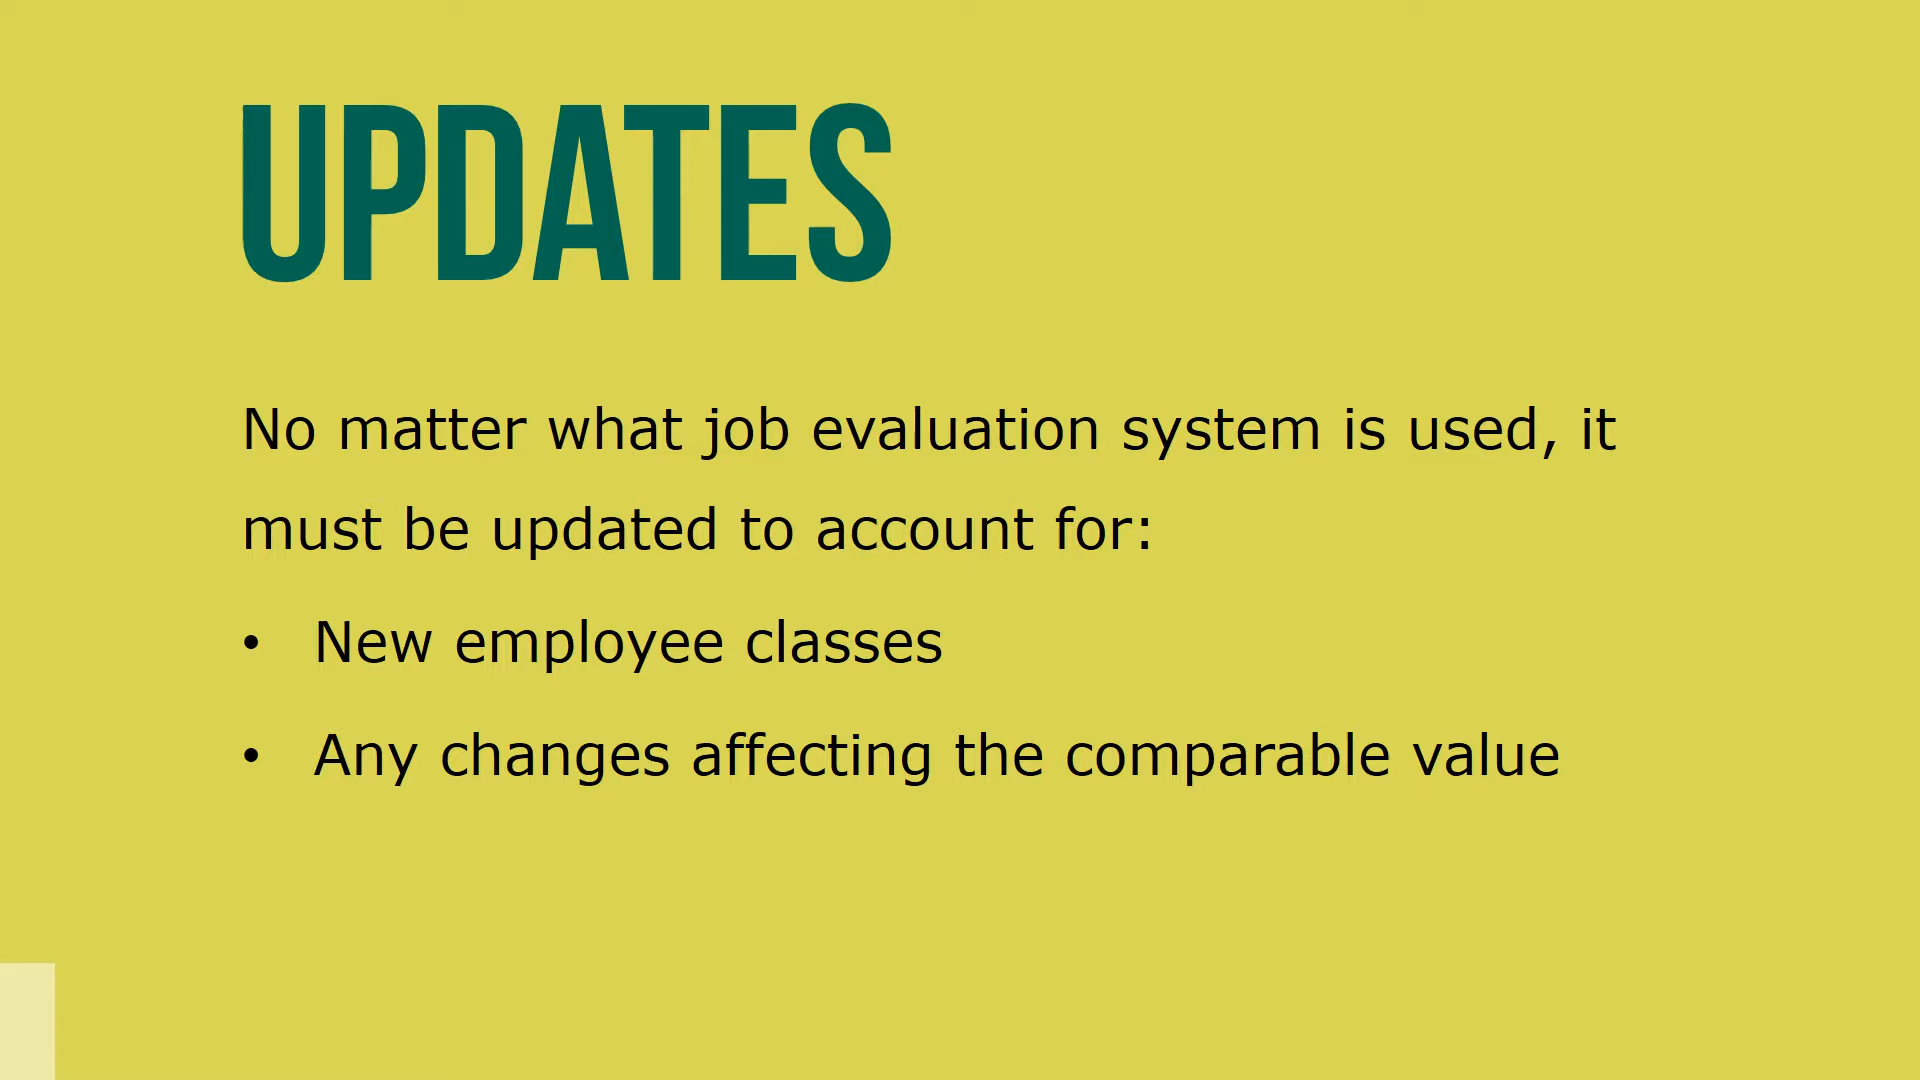 UPDATES
No matter what job evaluation system is used, it
must be updated to account for:
• New employee classes
• Any changes affecting the comparable value